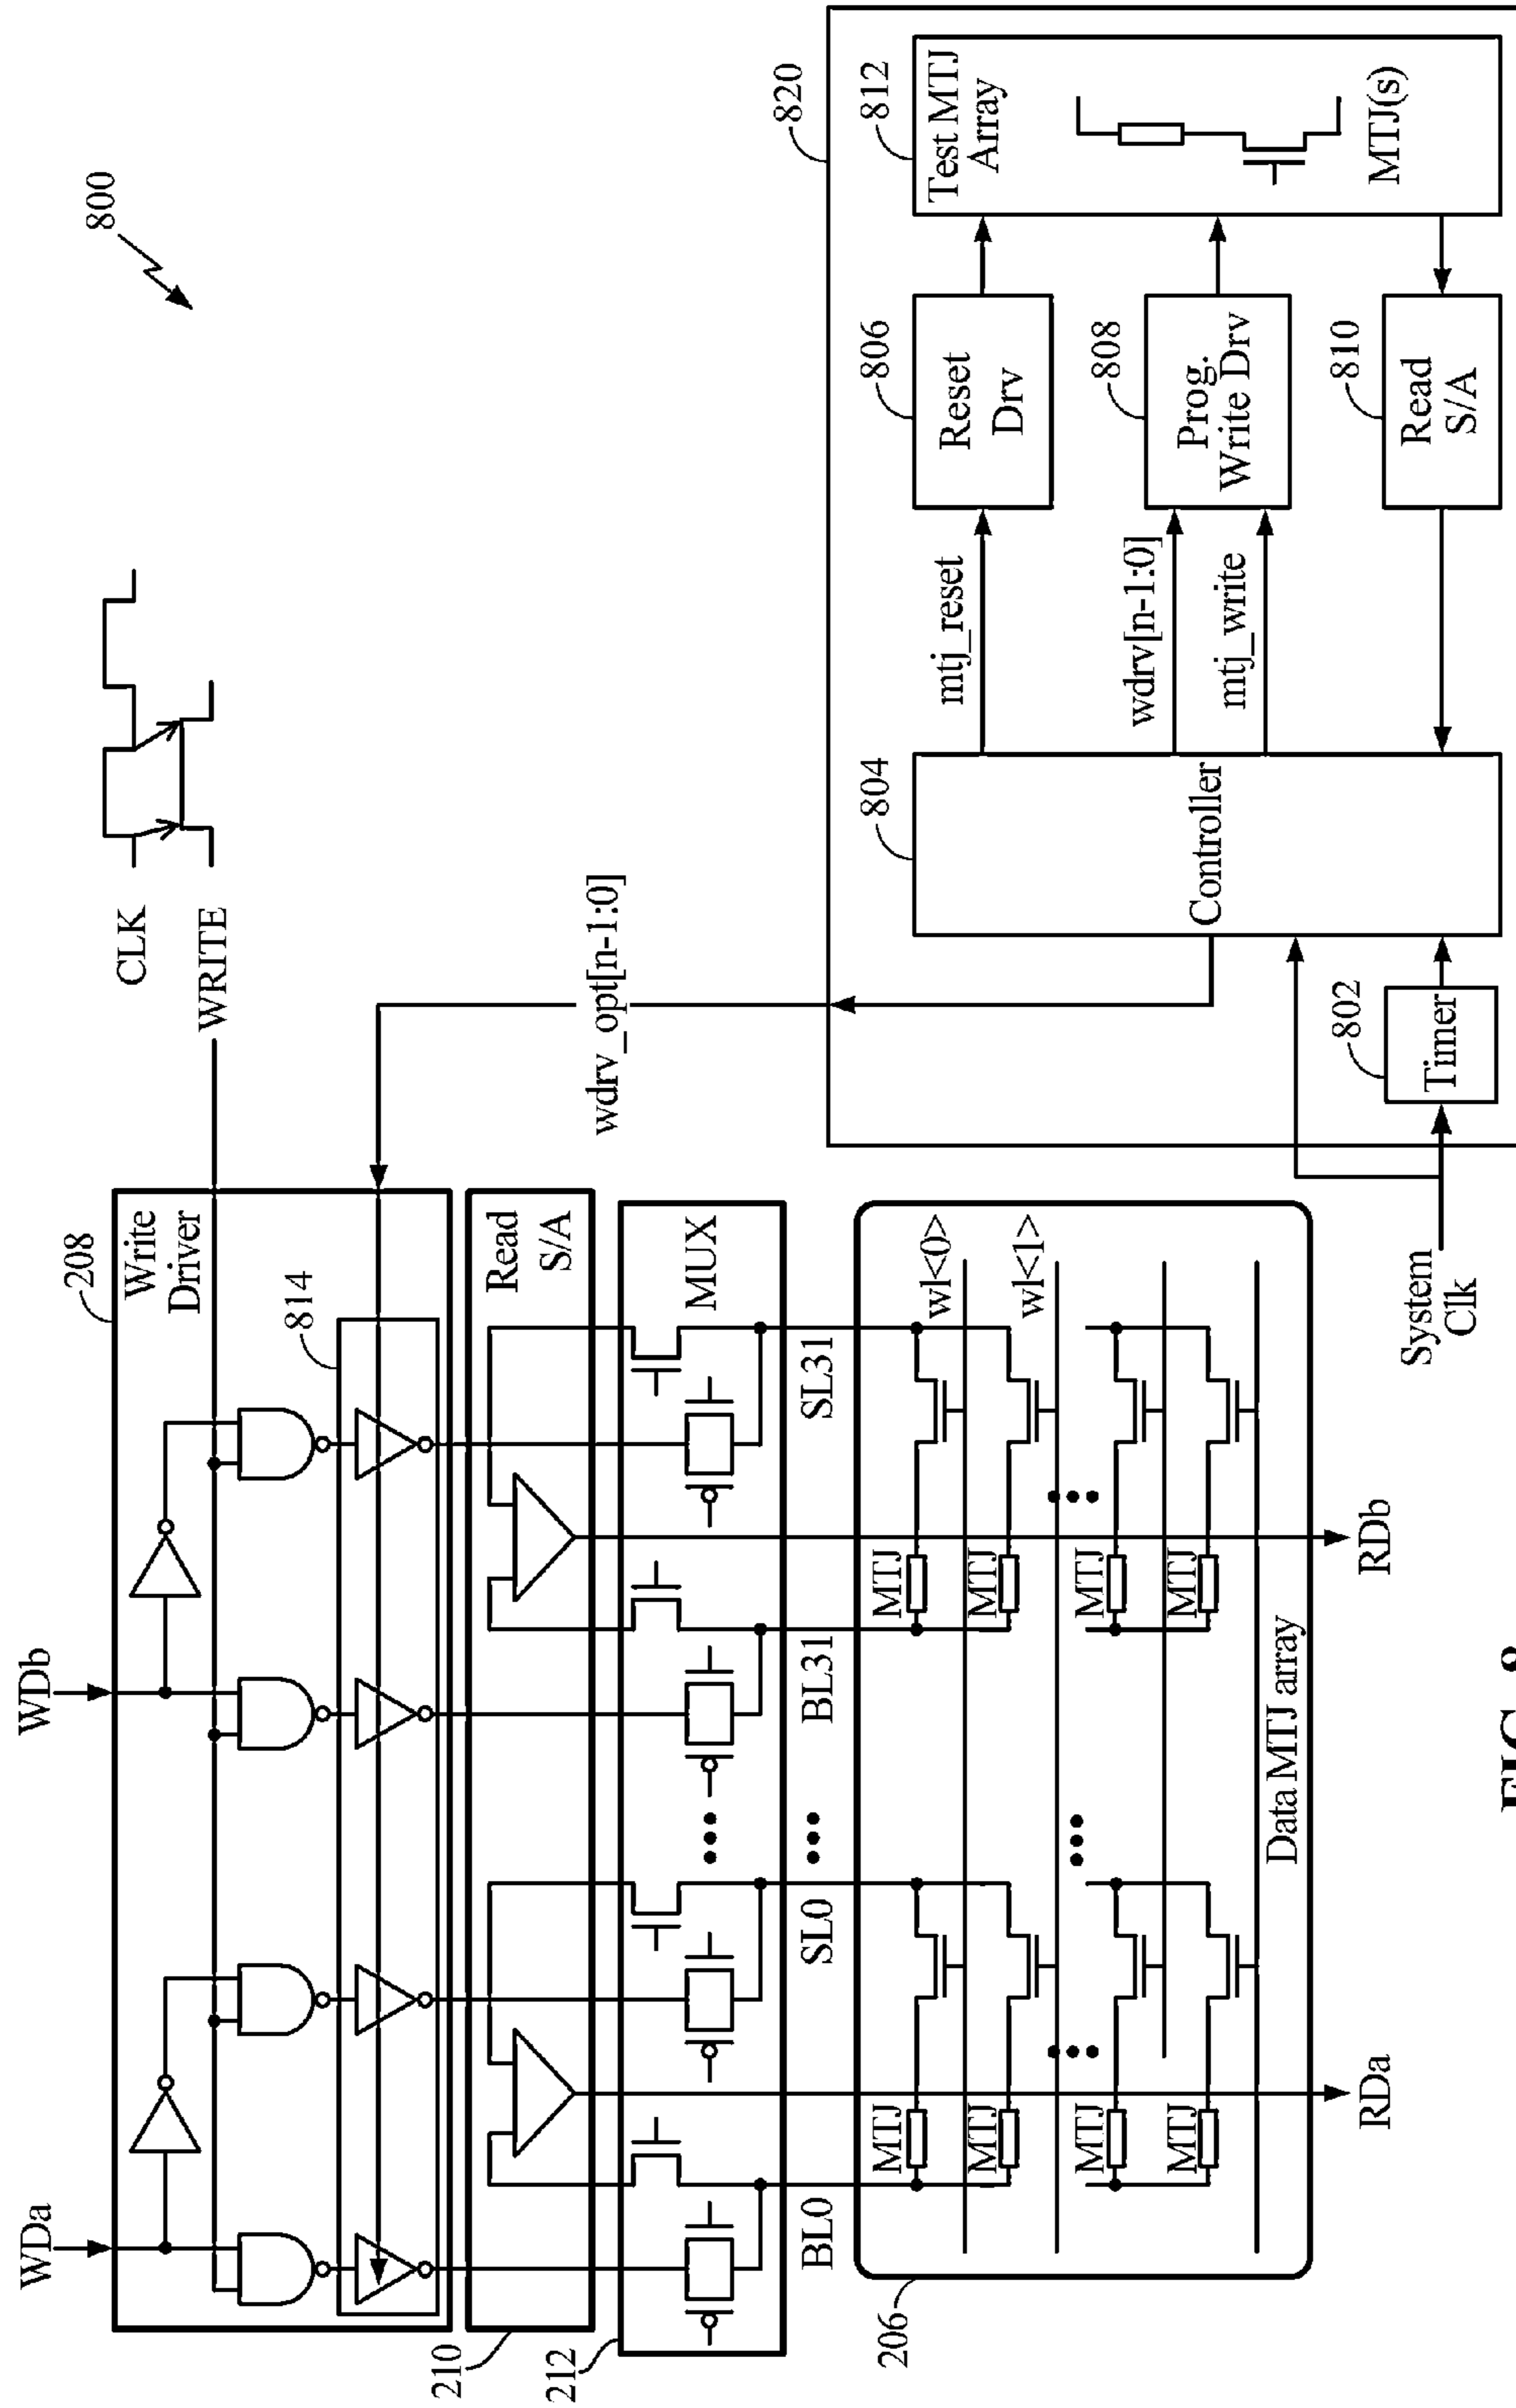 800
CLK
WRITE
WDa
WDb
208
Write
Driver
814
wdrv_opt[n-1:0]
210
Read
S/A
212
MUX
BL0
SL0
BL31
SL31
206
wl<0>
wl<1>
MTJ
MTJ
MTJ
MTJ
MTJ
MTJ
MTJ
MTJ
Data MTJ array
RDa
RDb
System
Clk
820
802
Timer
804
Controller
mtj_reset
wdrv[n-1:0]
mtj_write
806
Reset
Drv
808
Prog.
Write Drv
810
Read
S/A
812
Test MTJ
Array
MTJ(s)
FIG. 8